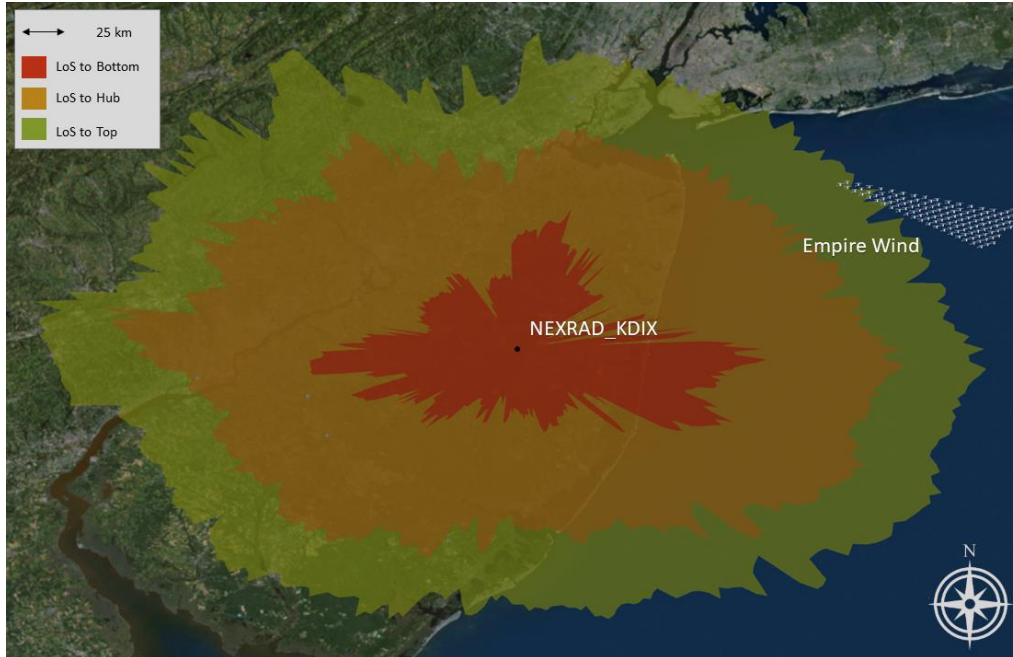 25 km
LoS to Bottom
LoS to Hub
LoS to Top
Empire Wind
NEXRAD_KDIX
N